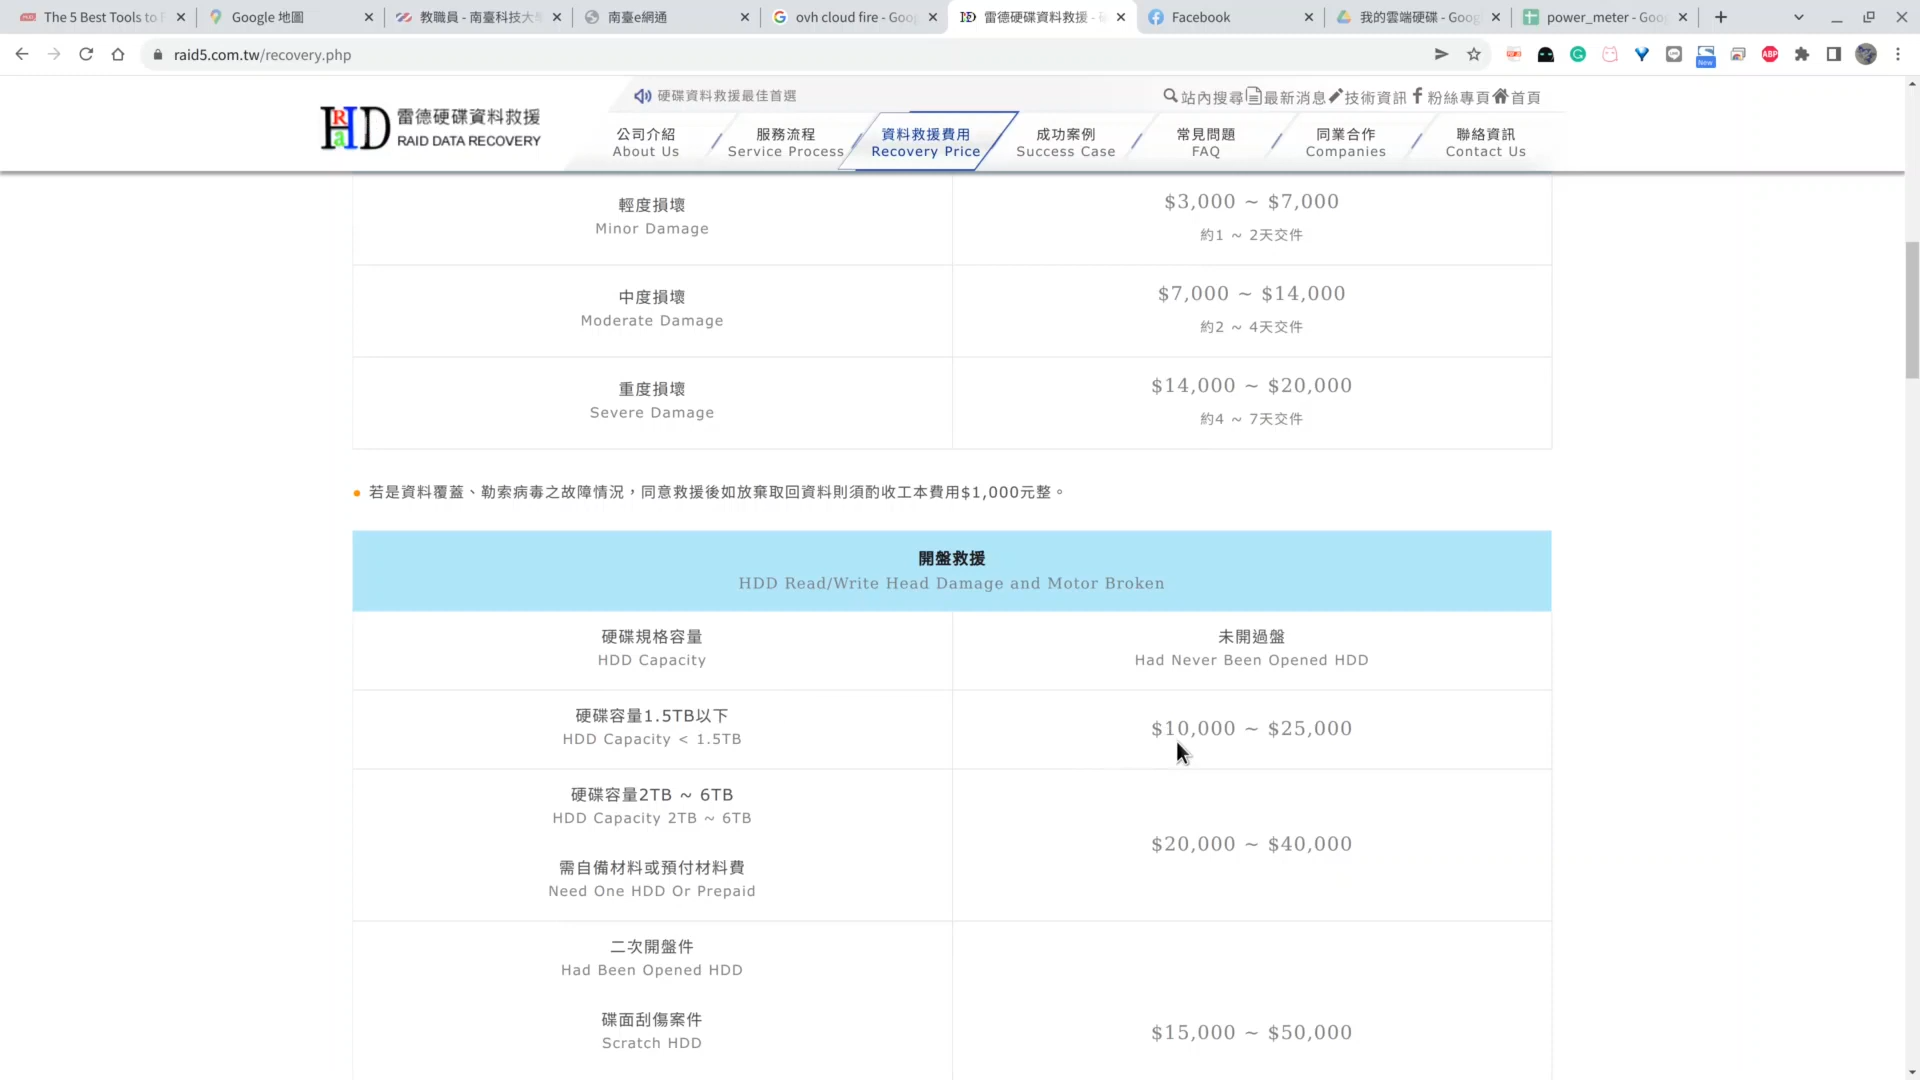 The 5 Best Tools to
Google 地圖
教職員 - 南臺科技大
南臺e網通
ovh cloud fire - Goog
雷德硬碟資料救援 -
Facebook
我的雲端硬碟 - Goog
power_meter - Goog
raid5.com.tw/recovery.php
New
ABP
硬碟資料救援最佳首選
站內搜尋 最新消息 技術資訊 粉絲專頁 首頁
HD
Ra
雷德硬碟資料救援
RAID DATA RECOVERY
公司介紹
About Us
服務流程
Service Process
資料救援費用
Recovery Price
成功案例
Success Case
常見問題
FAQ
同業合作
Companies
聯絡資訊
Contact Us
輕度損壞
Minor Damage
$3,000 ~ $7,000
約1 ~ 2天交件
中度損壞
Moderate Damage
$7,000 ~ $14,000
約2 ~ 4天交件
重度損壞
Severe Damage
$14,000 ~ $20,000
約4 ~ 7天交件
若是資料覆蓋、勒索病毒之故障情況，同意救援後如放棄取回資料則須酌收工本費用$1,000元整。
開盤救援
HDD Read/Write Head Damage and Motor Broken
硬碟規格容量
HDD Capacity
未開過盤
Had Never Been Opened HDD
硬碟容量1.5TB以下
HDD Capacity < 1.5TB
$10,000 ~ $25,000
硬碟容量2TB ~ 6TB
HDD Capacity 2TB ~ 6TB
需自備材料或預付材料費
Need One HDD Or Prepaid
$20,000 ~ $40,000
二次開盤件
Had Been Opened HDD
碟面刮傷案件
Scratch HDD
$15,000 ~ $50,000